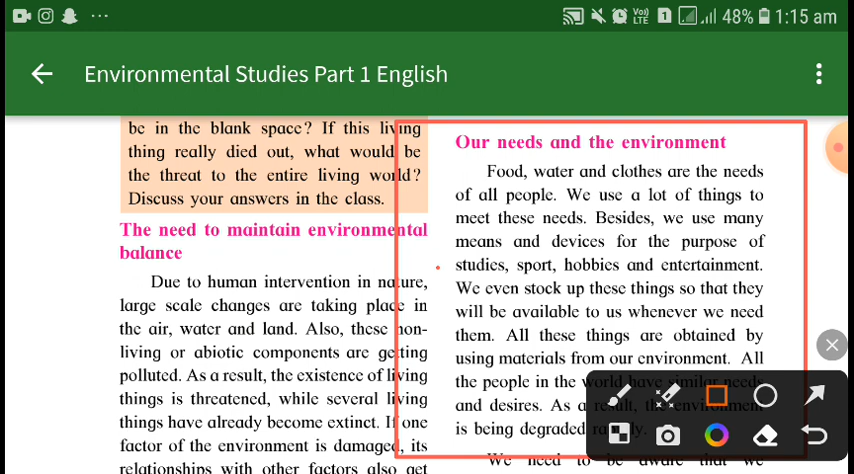 48% 1:15 am
Environmental Studies Part 1 English
be in the blank space? If this living
thing really died out, what would be
the threat to the entire living world?
Discuss your answers in the class.
The need to maintain environmental
balance
Due to human intervention in nature,
large scale changes are taking place in
the air, water and land. Also, these non-
living or abiotic components are getting
polluted. As a result, the existence of living
things is threatened, while several living
things have already become extinct. If one
factor of the environment is damaged, its
relationships with other factors also get
Our needs and the environment
Food, water and clothes are the needs
of all people. We use a lot of things to
meet these needs. Besides, we use many
means and devices for the purpose of
studies, sport, hobbies and entertainment.
We even stock up these things so that they
will be available to us whenever we need
them. All these things are obtained by
using materials from our environment. All
the people in the world have similar needs
and desires. As a result, the environment
is being degraded rapidly.
We need to be aware that we